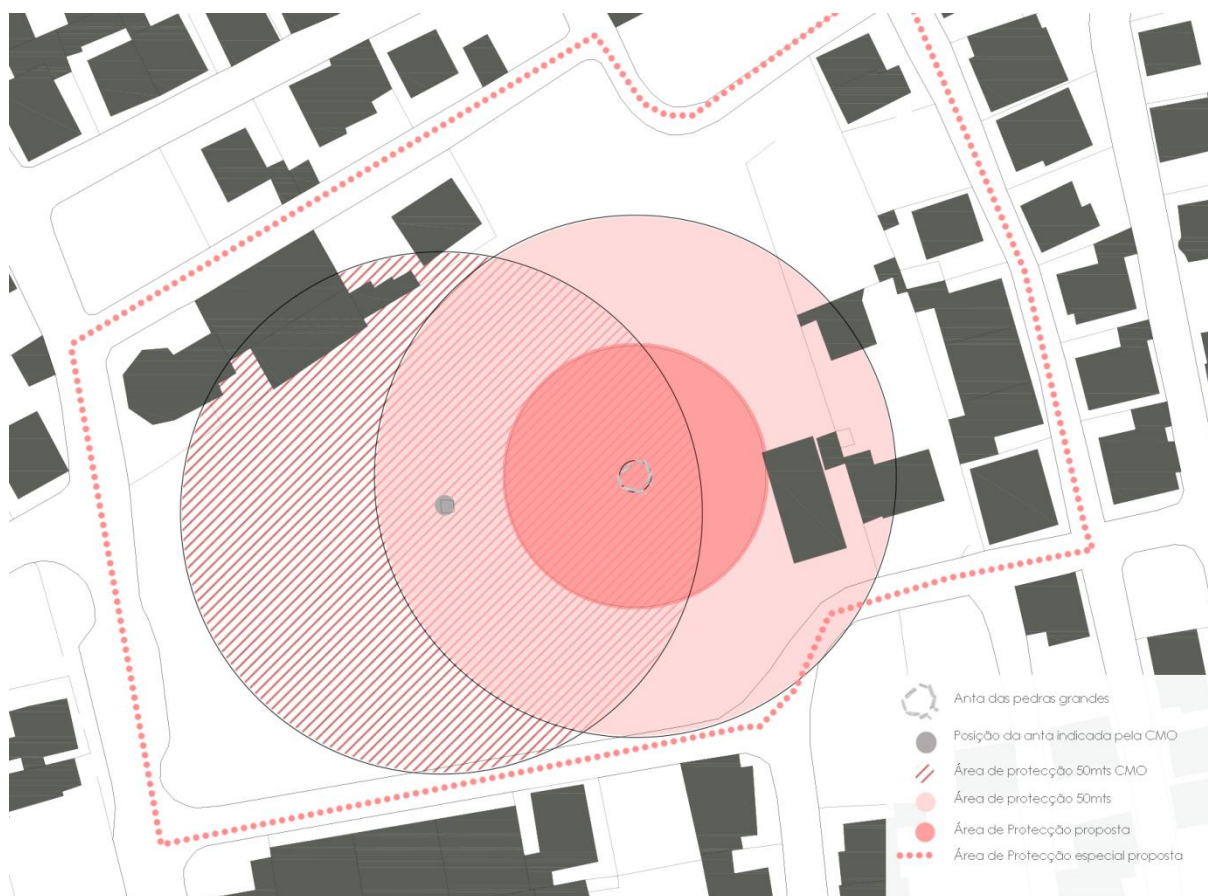 Anta das pedras grandes
Posição da anta indicada pela CMO
Área de protecção 50mts CMO
Área de protecção 50mts
Área de Protecção proposta
Área de Protecção especial proposta